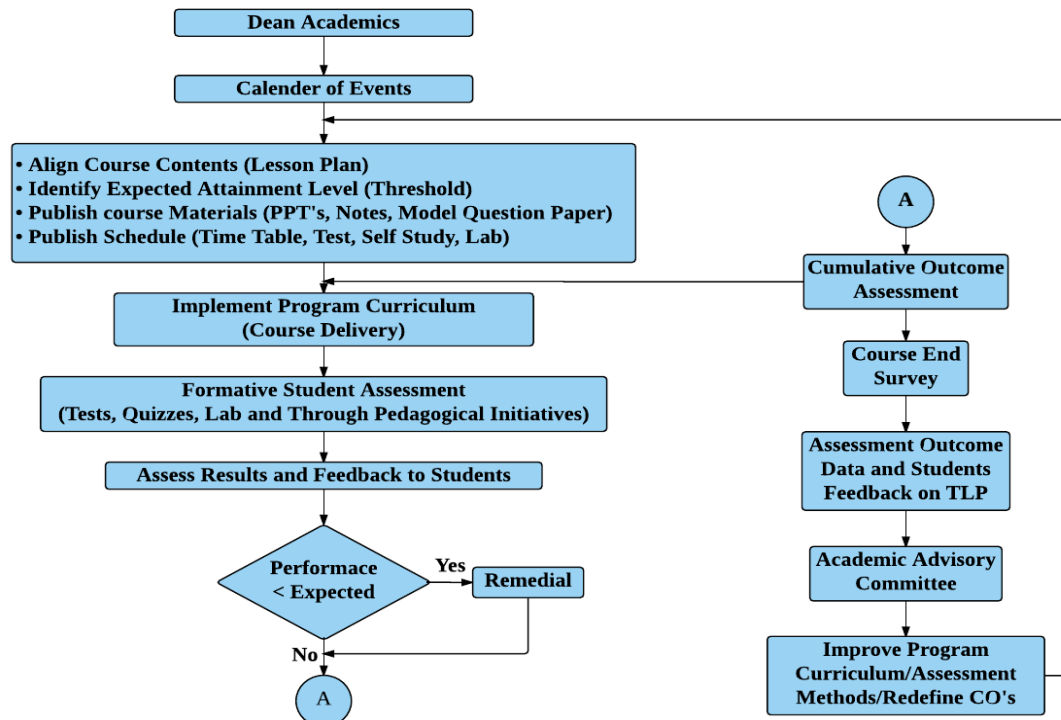 Dean Academics
Calender of Events
• Align Course Contents (Lesson Plan)
• Identify Expected Attainment Level (Threshold)
• Publish course Materials (PPT's, Notes, Model Question Paper)
• Publish Schedule (Time Table, Test, Self Study, Lab)
Implement Program Curriculum
(Course Delivery)
Formative Student Assessment
(Tests, Quizzes, Lab and Through Pedagogical Initiatives)
Assess Results and Feedback to Students
Performace
< Expected
Yes
Remedial
No
A
A
Cumulative Outcome
Assessment
Course End
Survey
Assessment Outcome
Data and Students
Feedback on TLP
Academic Advisory
Committee
Improve Program
Curriculum/Assessment
Methods/Redefine CO's